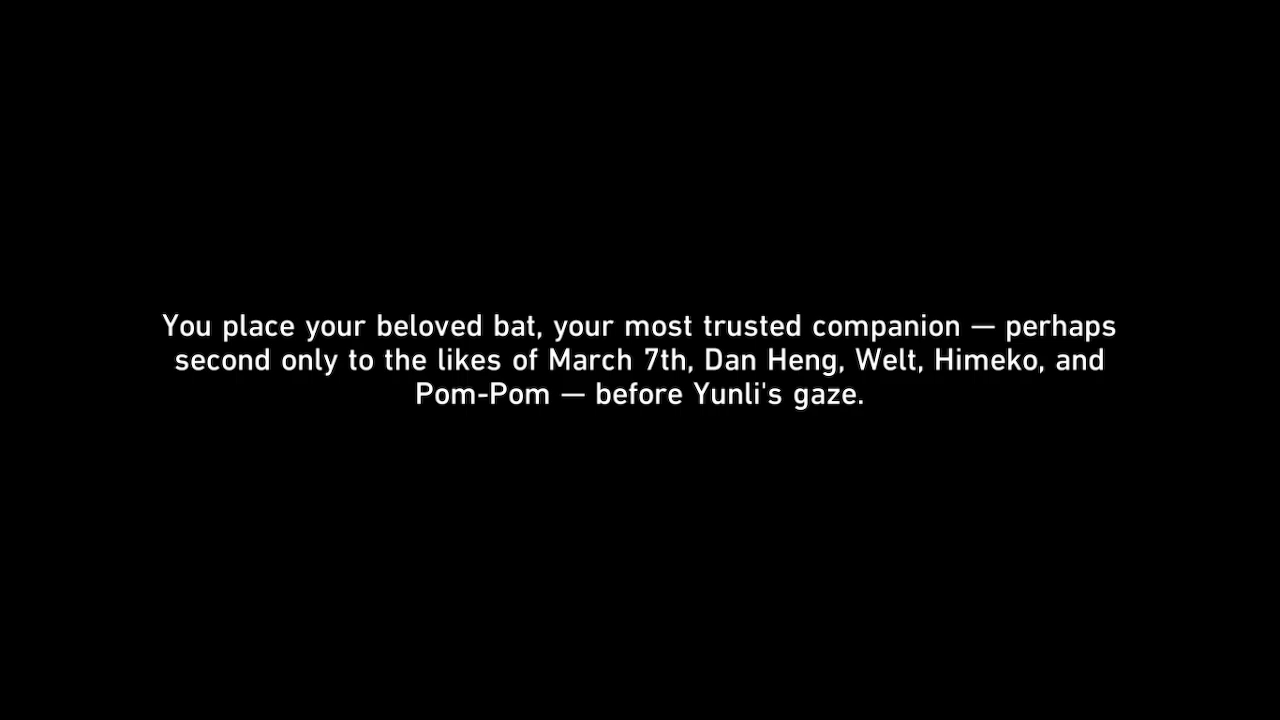 You place your beloved bat, your most trusted companion — perhaps
second only to the likes of March 7th, Dan Heng, Welt, Himeko, and
Pom-Pom — before Yunli's gaze.